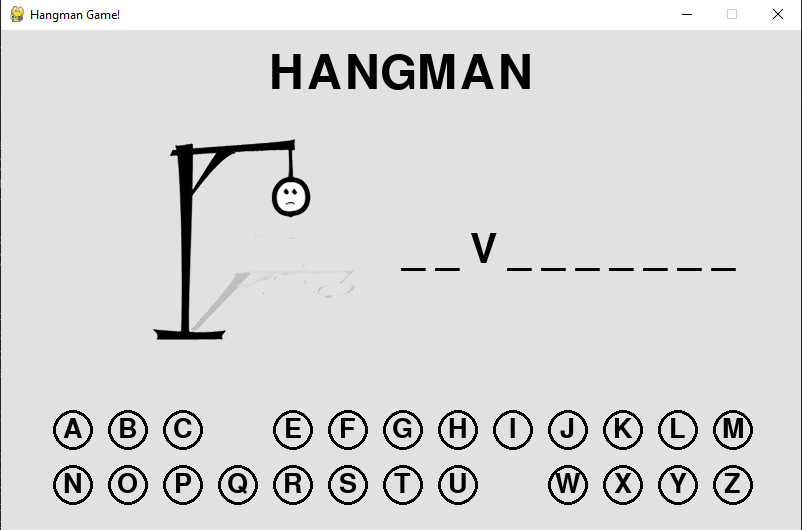 Hangman Game!
HANGMAN
_ _ V _ _ _ _ _ _ _
A B C E F G H I J K L M
N O P Q R S T U W X Y Z